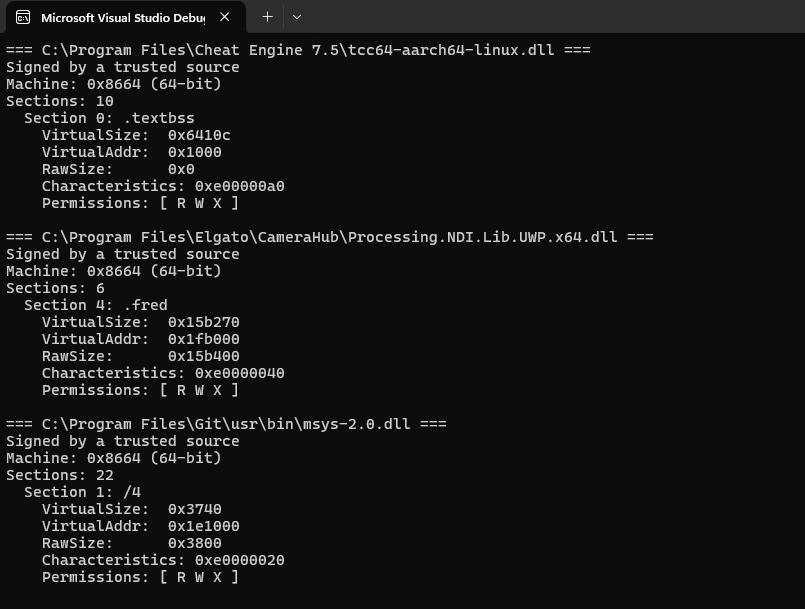 Microsoft Visual Studio Debu
=== C:\Program Files\Cheat Engine 7.5\tcc64-aarch64-linux.dll ===
Signed by a trusted source
Machine: 0x8664 (64-bit)
Sections: 10
  Section 0: .textbss
    VirtualSize:  0x6410c
    VirtualAddr:  0x1000
    RawSize:      0x0
    Characteristics: 0xe00000a0
    Permissions: [ R W X ]

=== C:\Program Files\Elgato\CameraHub\Processing.NDI.Lib.UWP.x64.dll ===
Signed by a trusted source
Machine: 0x8664 (64-bit)
Sections: 6
  Section 4: .fred
    VirtualSize:  0x15b270
    VirtualAddr:  0x1fb000
    RawSize:      0x15b400
    Characteristics: 0xe0000040
    Permissions: [ R W X ]

=== C:\Program Files\Git\usr\bin\msys-2.0.dll ===
Signed by a trusted source
Machine: 0x8664 (64-bit)
Sections: 22
  Section 1: /4
    VirtualSize:  0x3740
    VirtualAddr:  0x1e1000
    RawSize:      0x3800
    Characteristics: 0xe0000020
    Permissions: [ R W X ]